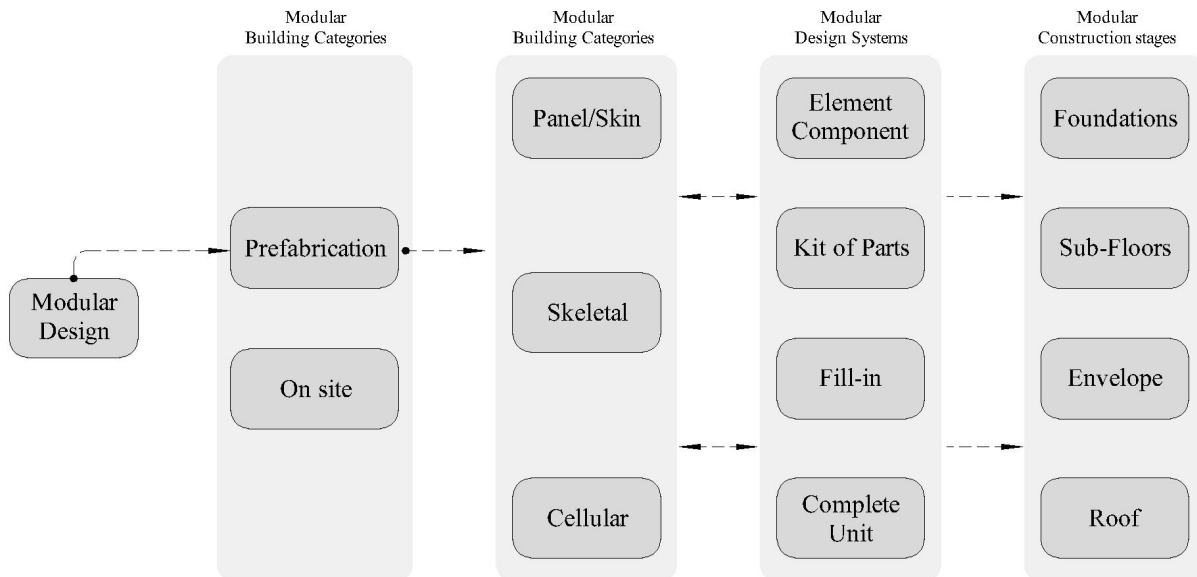 Modular
Building Categories
Modular
Building Categories
Modular
Design Systems
Modular
Construction stages
Modular
Design
Prefabrication
On site
Panel/Skin
Skeletal
Cellular
Element
Component
Kit of Parts
Fill-in
Complete
Unit
Foundations
Sub-Floors
Envelope
Roof